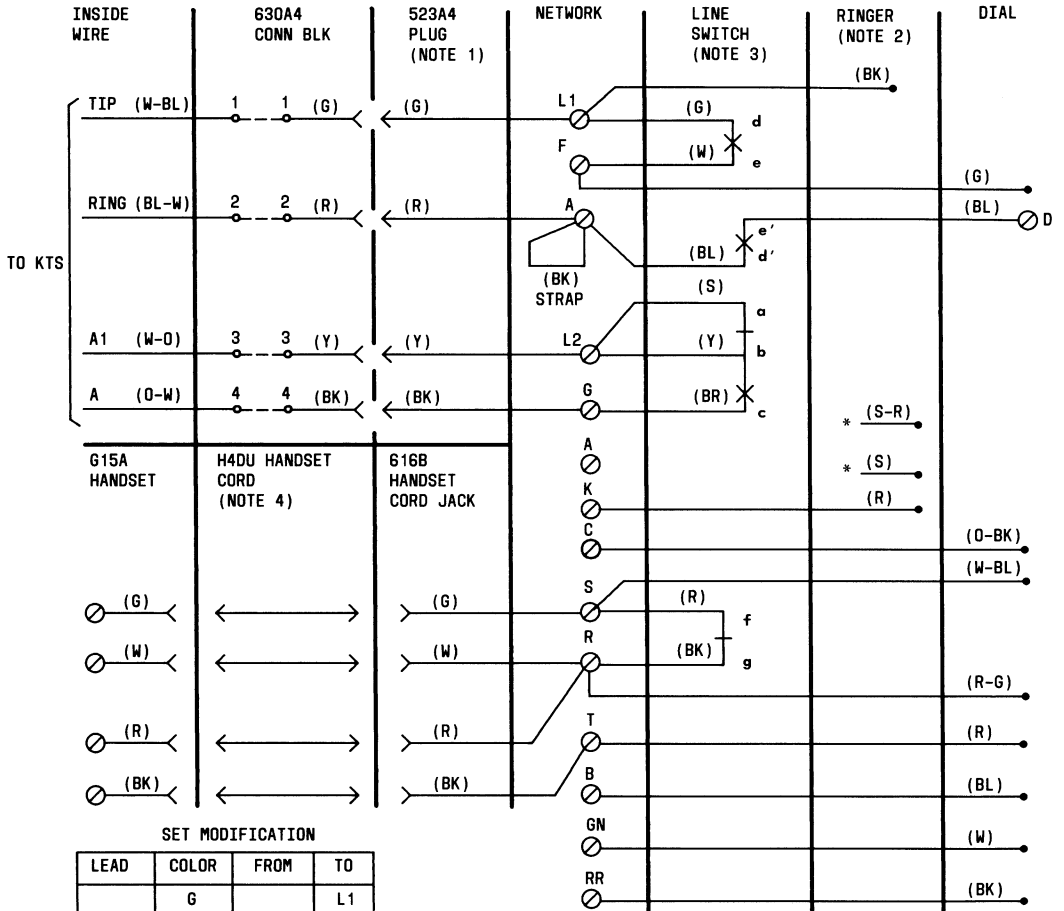 INSIDE WIRE
630A4 CONN BLK
523A4 PLUG (NOTE 1)
NETWORK
LINE SWITCH (NOTE 3)
RINGER (NOTE 2)
DIAL
(BK)
TIP (W-BL) 1 1 (G) (G) L1 (G) d
F (W) e
(G)
RING (BL-W) 2 2 (R) (R) A (BL) D
e'
(BL) d'
TO KTS
(BK) STRAP
(S) a
A1 (W-O) 3 3 (Y) (Y) L2 (Y) b
A (O-W) 4 4 (BK) (BK) G (BR) c
* (S-R)
A
* (S)
K (R)
C (O-BK)
G15A HANDSET
H4DU HANDSET CORD (NOTE 4)
616B HANDSET CORD JACK
(W-BL)
(G) (G) S (R) f
(W) (W) R (BK) g
(R-G)
(R) (R) T (R)
(BK) (BK) B (BL)
GN (W)
RR (BK)
SET MODIFICATION
LEAD COLOR FROM TO
G L1